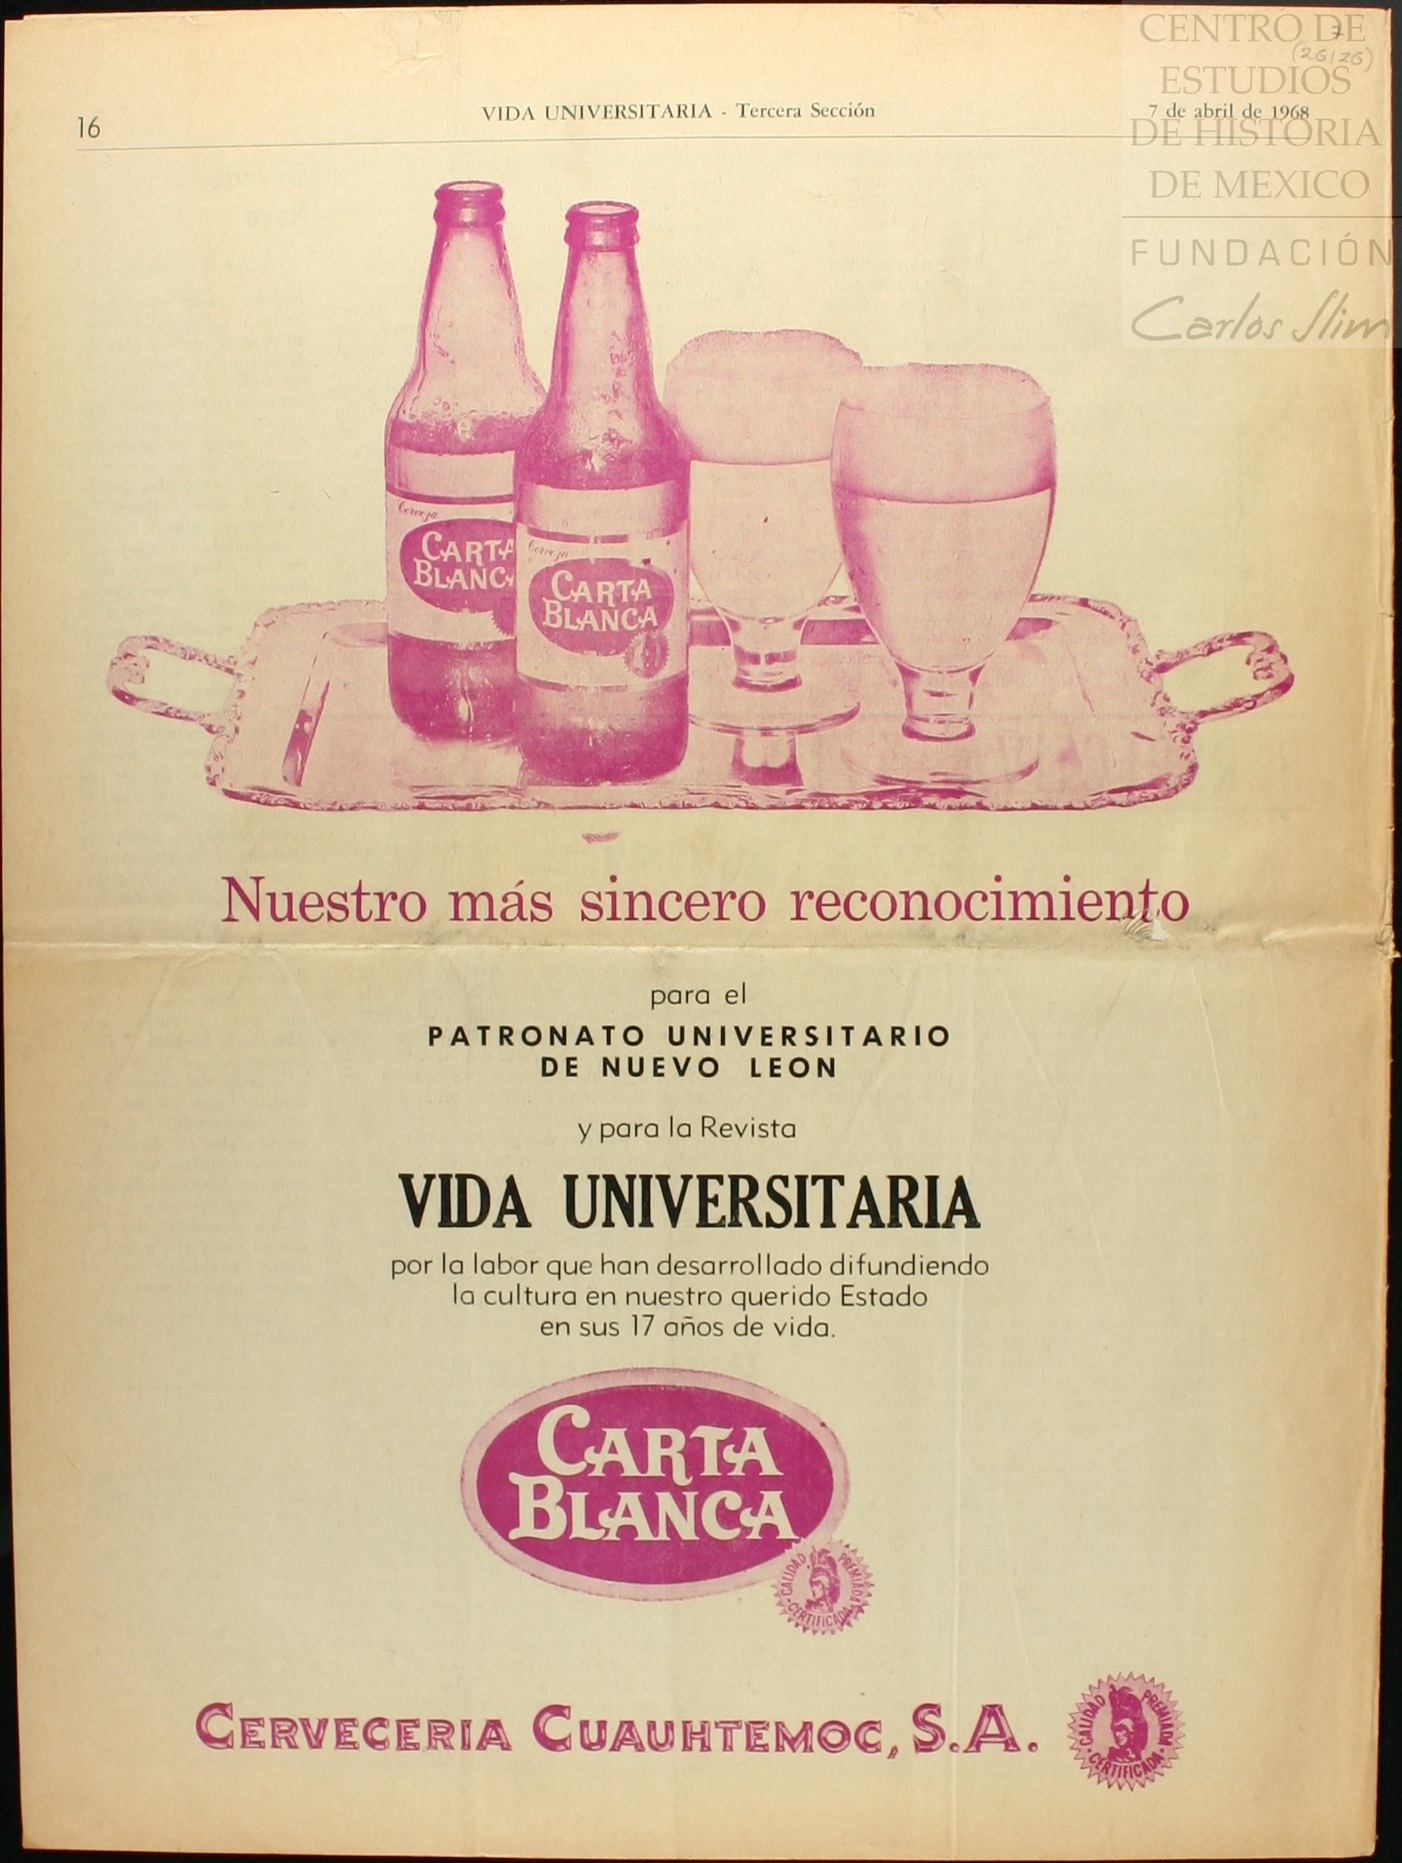 CENTRO DE
7
(26/26)
ESTUDIOS
16
VIDA UNIVERSITARIA - Tercera Sección
7 de abril de 1968
DE HISTORIA
DE MEXICO
FUNDACIÓN
Carlos Slim
Cerveza
CARTA
BLANCA
Cerveza
CARTA
BLANCA
Nuestro más sincero reconocimiento
para el
PATRONATO UNIVERSITARIO
DE NUEVO LEON
y para la Revista
VIDA UNIVERSITARIA
por la labor que han desarrollado difundiendo
la cultura en nuestro querido Estado
en sus 17 años de vida.
CARTA
BLANCA
CALIDAD PREMIADA CERTIFICADA
CERVECERIA CUAUHTEMOC, S.A.
CALIDAD PREMIADA CERTIFICADA